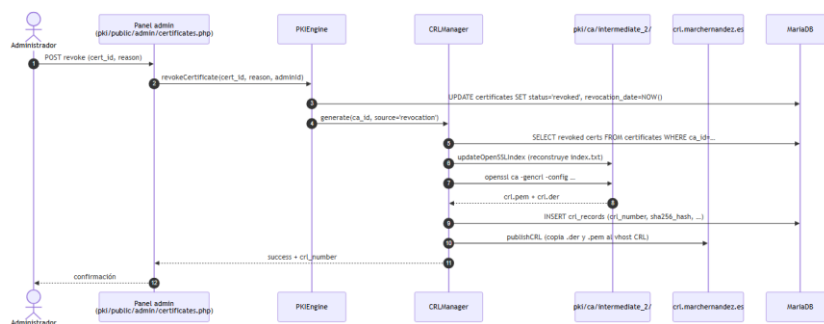 Panel admin
(pki/public/admin/certificates.php)
PKIEngine
CRLManager
pki/ca/intermediate_2/
crl.marchernandez.es
MariaDB
Administrador
1 POST revoke (cert_id, reason)
2 revokeCertificate(cert_id, reason, adminId)
3 UPDATE certificates SET status='revoked', revocation_date=NOW()
4 generate(ca_id, source='revocation')
5 SELECT revoked certs FROM certificates WHERE ca_id=...
6 updateOpenSSLIndex (reconstruye index.txt)
7 openssl ca -gencrl -config ...
crl.pem + crl.der 8
9 INSERT crl_records (crl_number, sha256_hash, ...)
10 publishCRL (copia .der y .pem al vhost CRL)
success + crl_number 11
confirmación 12
Administrador
Panel admin
(pki/public/admin/certificates.php)
PKIEngine
CRLManager
pki/ca/intermediate_2/
crl.marchernandez.es
MariaDB